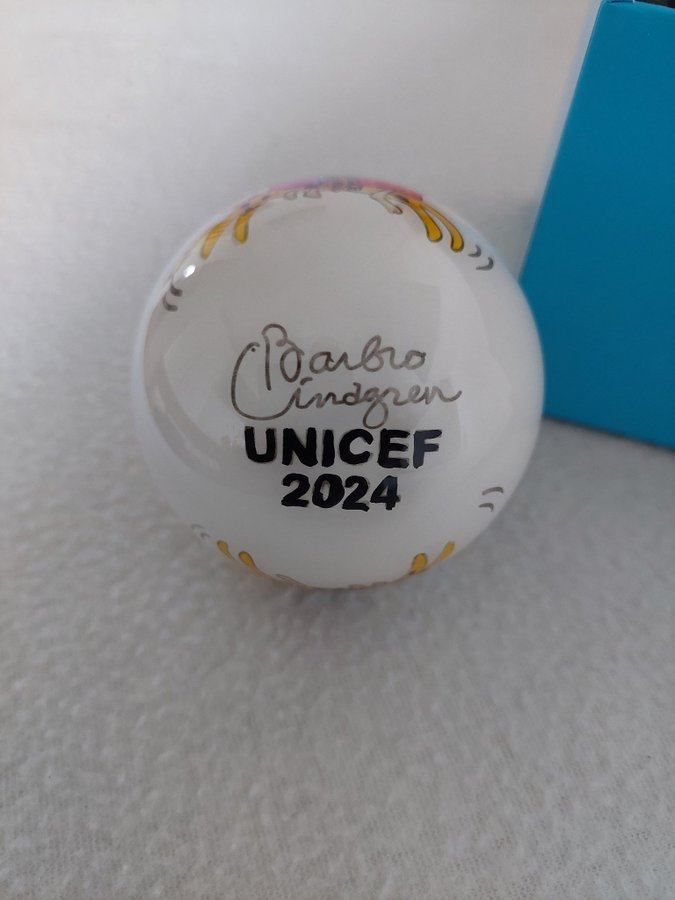 Barbro
Lindgren
UNICEF
2024